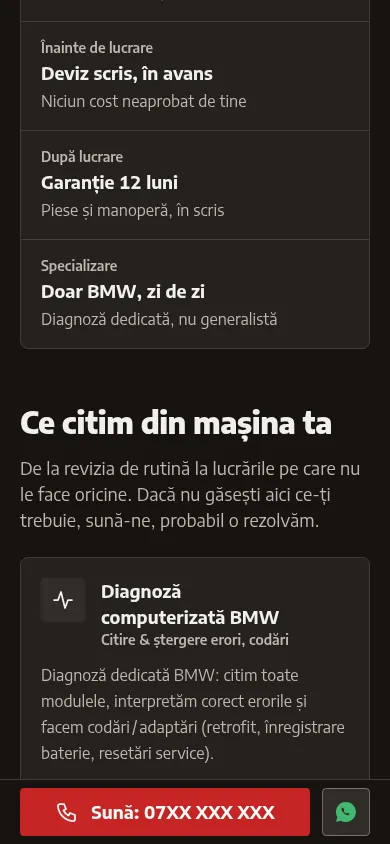 Înainte de lucrare
Deviz scris, în avans
Niciun cost neaprobat de tine
După lucrare
Garanție 12 luni
Piese și manoperă, în scris
Specializare
Doar BMW, zi de zi
Diagnoză dedicată, nu generalistă
Ce citim din mașina ta
De la revizia de rutină la lucrările pe care nu
le face oricine. Dacă nu găsești aici ce-ți
trebuie, sună-ne, probabil o rezolvăm.
Diagnoză
computerizată BMW
Citire & ștergere erori, codări
Diagnoză dedicată BMW: citim toate
modulele, interpretăm corect erorile și
facem codări/adaptări (retrofit, înregistrare
baterie, resetări service).
Sună: 07XX XXX XXX